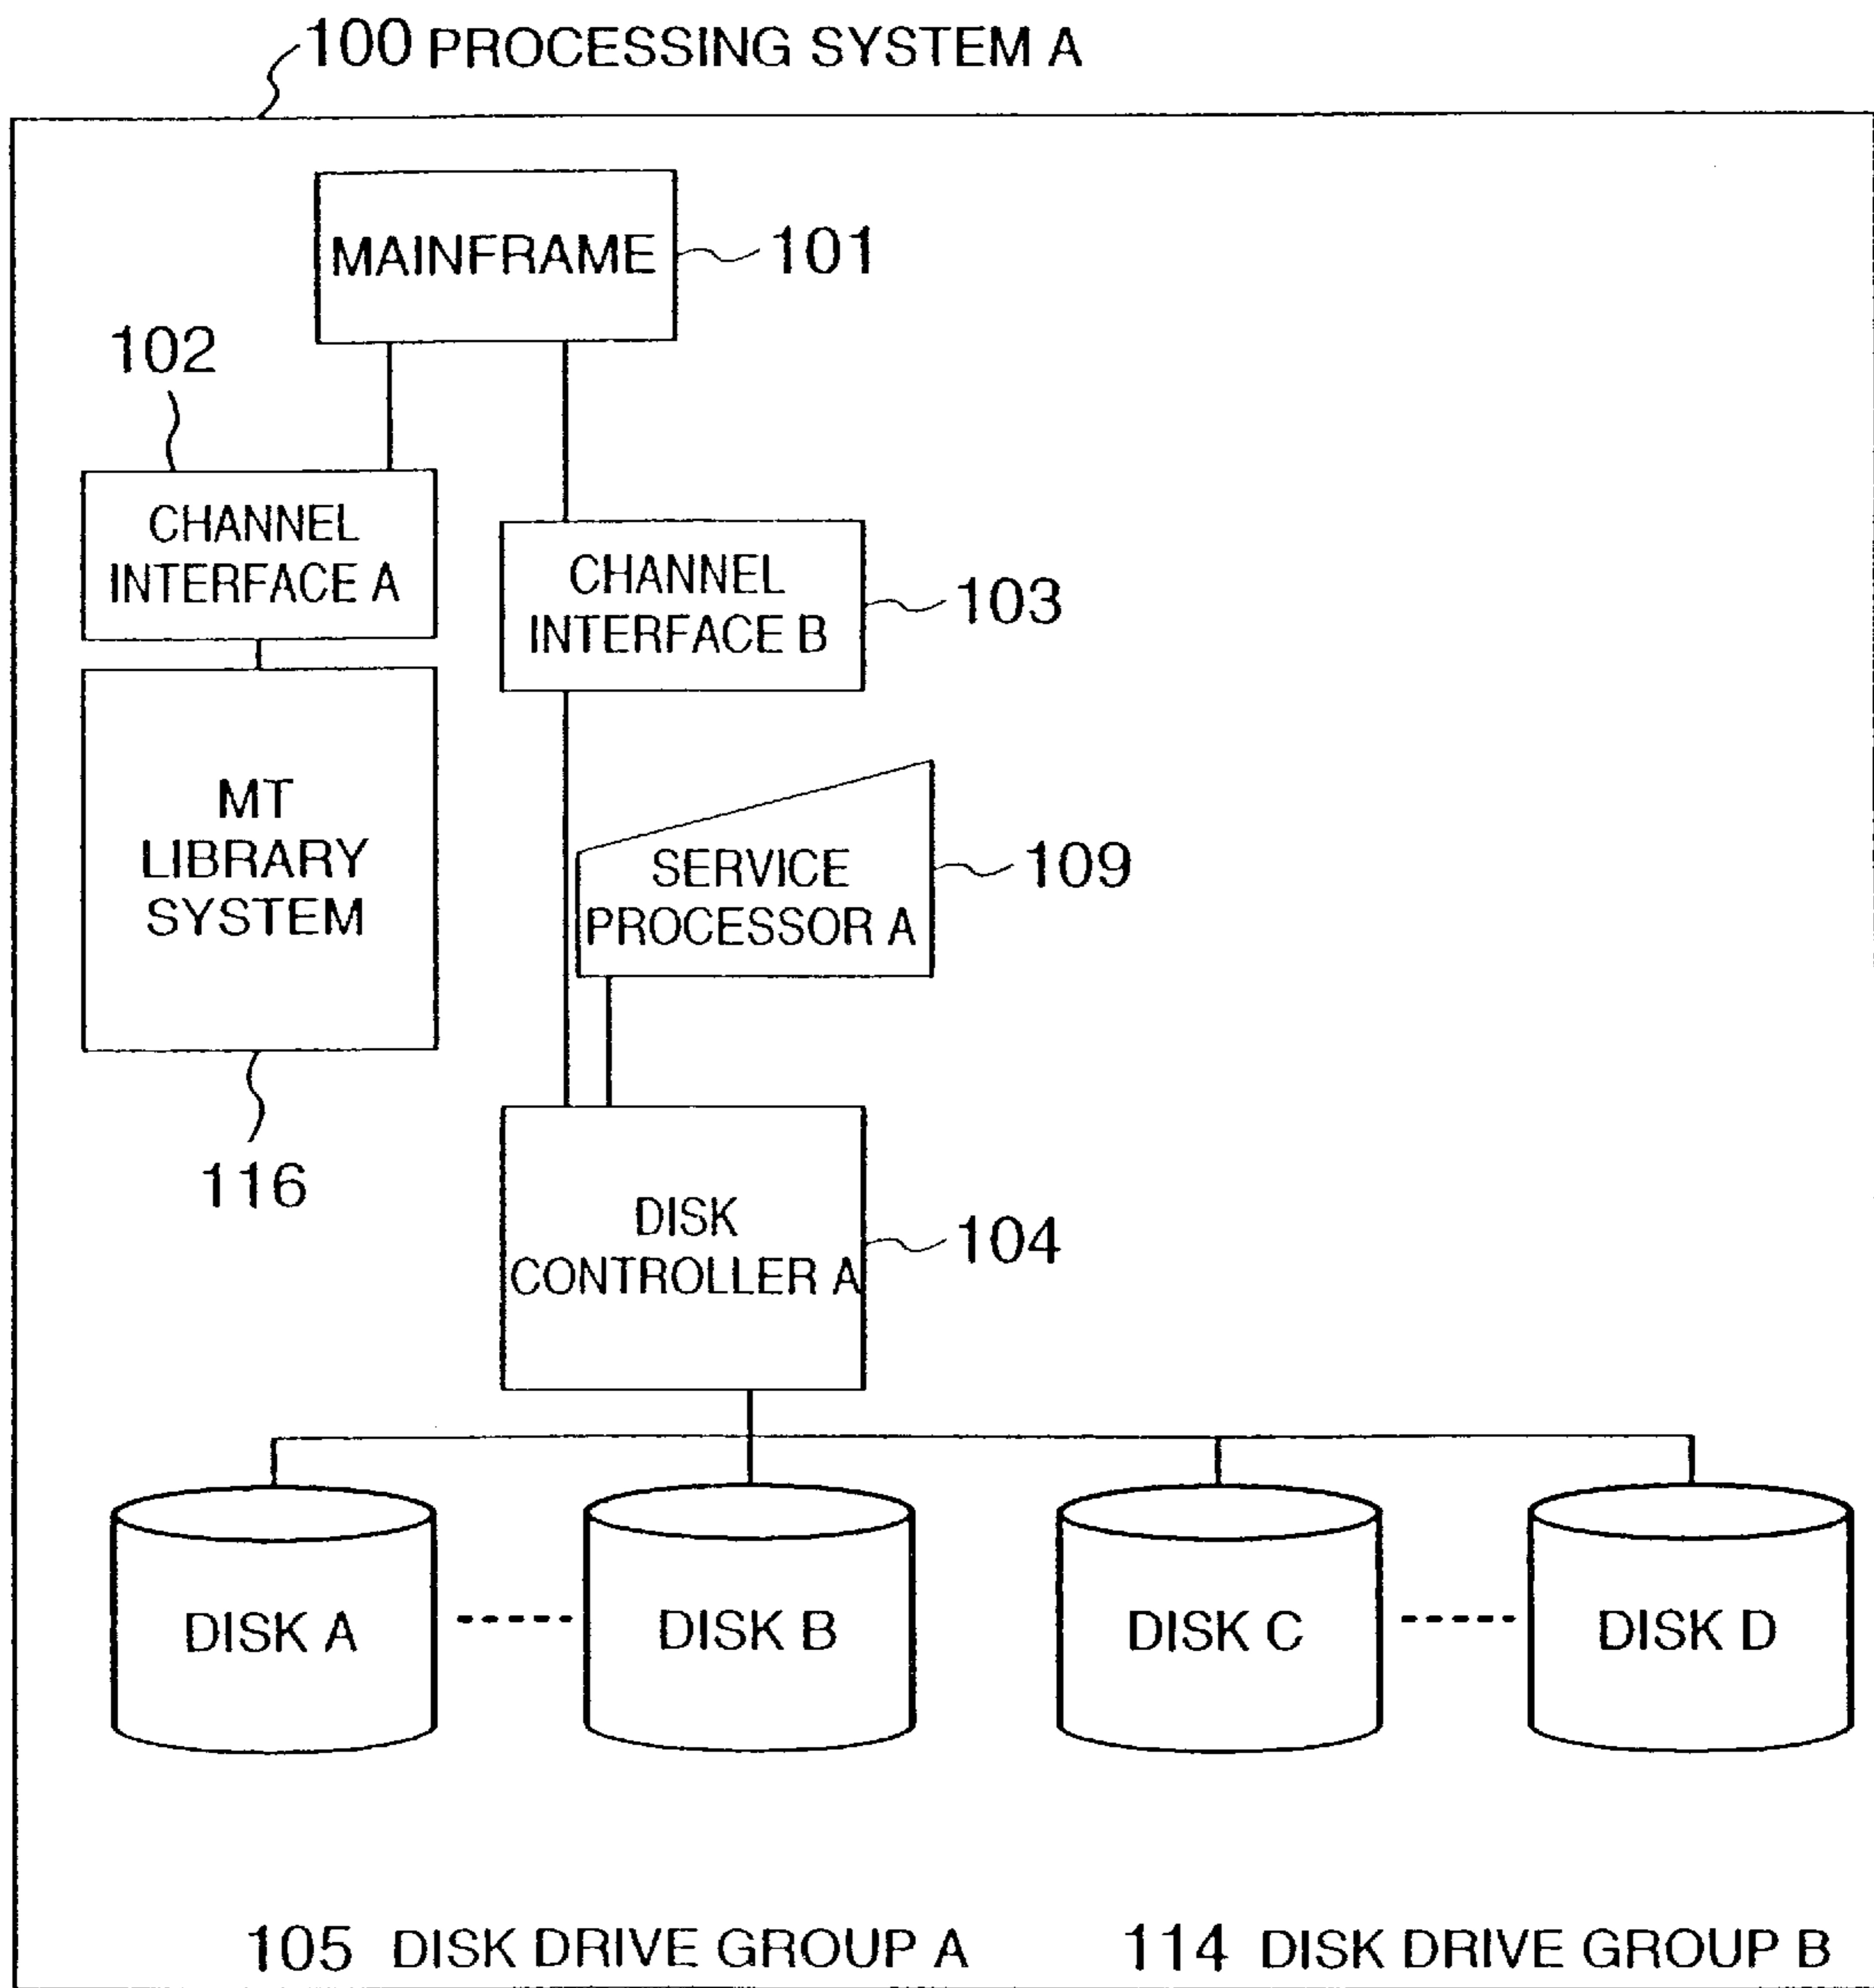 100 PROCESSING SYSTEM A
MAINFRAME
101
102
CHANNEL
INTERFACE A
CHANNEL
INTERFACE B
103
MT
LIBRARY
SYSTEM
SERVICE
PROCESSOR A
109
116
DISK
CONTROLLER A
104
DISK A
DISK B
DISK C
DISK D
105 DISK DRIVE GROUP A
114 DISK DRIVE GROUP B